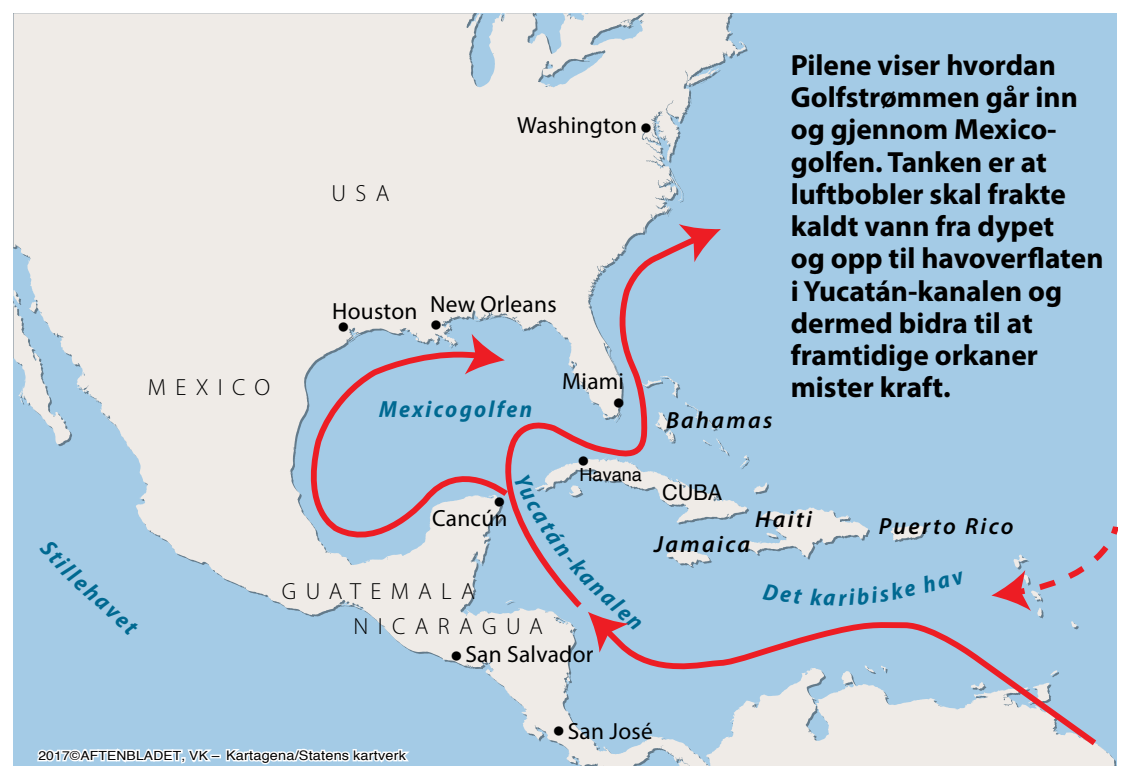 Pilene viser hvordan
Golfstrømmen går inn
og gjennom Mexico-
golfen. Tanken er at
luftbobler skal frakte
kaldt vann fra dypet
og opp til havoverflaten
i Yucatán-kanalen og
dermed bidra til at
framtidige orkaner
mister kraft.
Washington
USA
Houston
New Orleans
MEXICO
Miami
Mexicogolfen
Bahamas
Havana
CUBA
Yucatán-kanalen
Cancún
Haiti
Puerto Rico
Jamaica
Stillehavet
GUATEMALA
Det karibiske hav
NICARAGUA
San Salvador
San José
2017©AFTENBLADET, VK – Kartagena/Statens kartverk